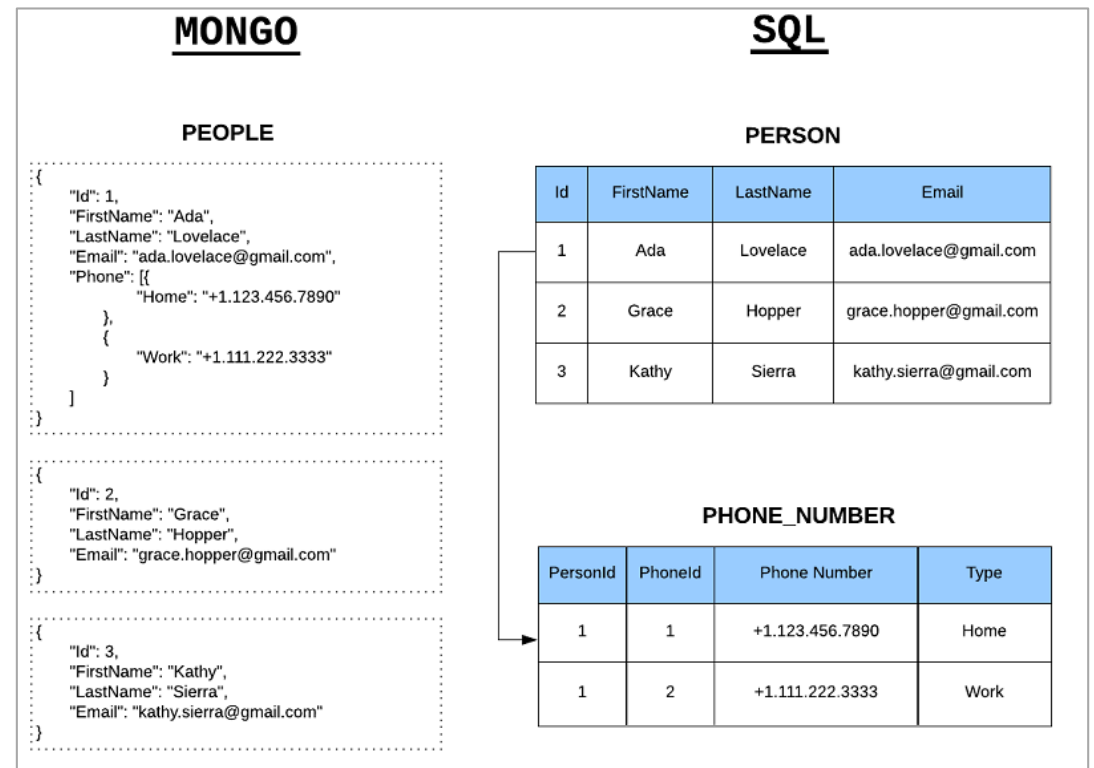 MONGO
PEOPLE
{
"Id": 1,
"FirstName": "Ada",
"LastName": "Lovelace",
"Email": "ada.lovelace@gmail.com",
"Phone": [{
"Home": "+1.123.456.7890"
},
{
"Work": "+1.111.222.3333"
}
]
}
{
"Id": 2,
"FirstName": "Grace",
"LastName": "Hopper",
"Email": "grace.hopper@gmail.com"
}
{
"Id": 3,
"FirstName": "Kathy",
"LastName": "Sierra",
"Email": "kathy.sierra@gmail.com"
}
SQL
PERSON
Id FirstName LastName Email
1 Ada Lovelace ada.lovelace@gmail.com
2 Grace Hopper grace.hopper@gmail.com
3 Kathy Sierra kathy.sierra@gmail.com
PHONE_NUMBER
PersonId PhoneId Phone Number Type
1 1 +1.123.456.7890 Home
1 2 +1.111.222.3333 Work